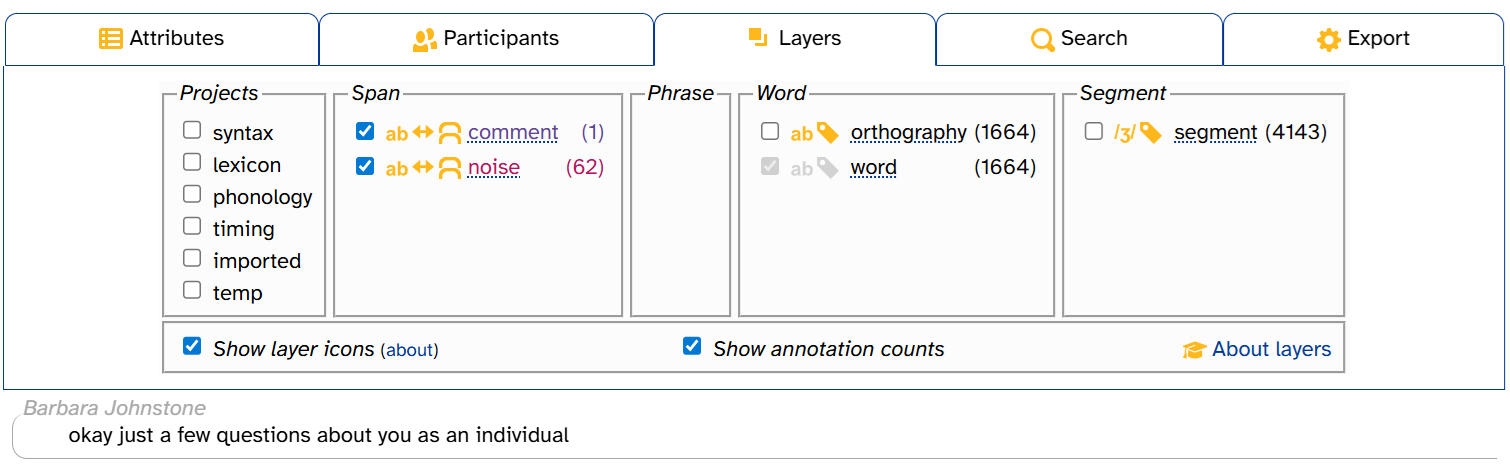 Attributes
Participants
Layers
Search
Export
Projects
syntax
lexicon
phonology
timing
imported
temp
Span
ab comment (1)
ab noise (62)
Phrase
Word
ab orthography (1664)
ab word (1664)
Segment
/ʒ/ segment (4143)
Show layer icons (about)
Show annotation counts
About layers
Barbara Johnstone
okay just a few questions about you as an individual